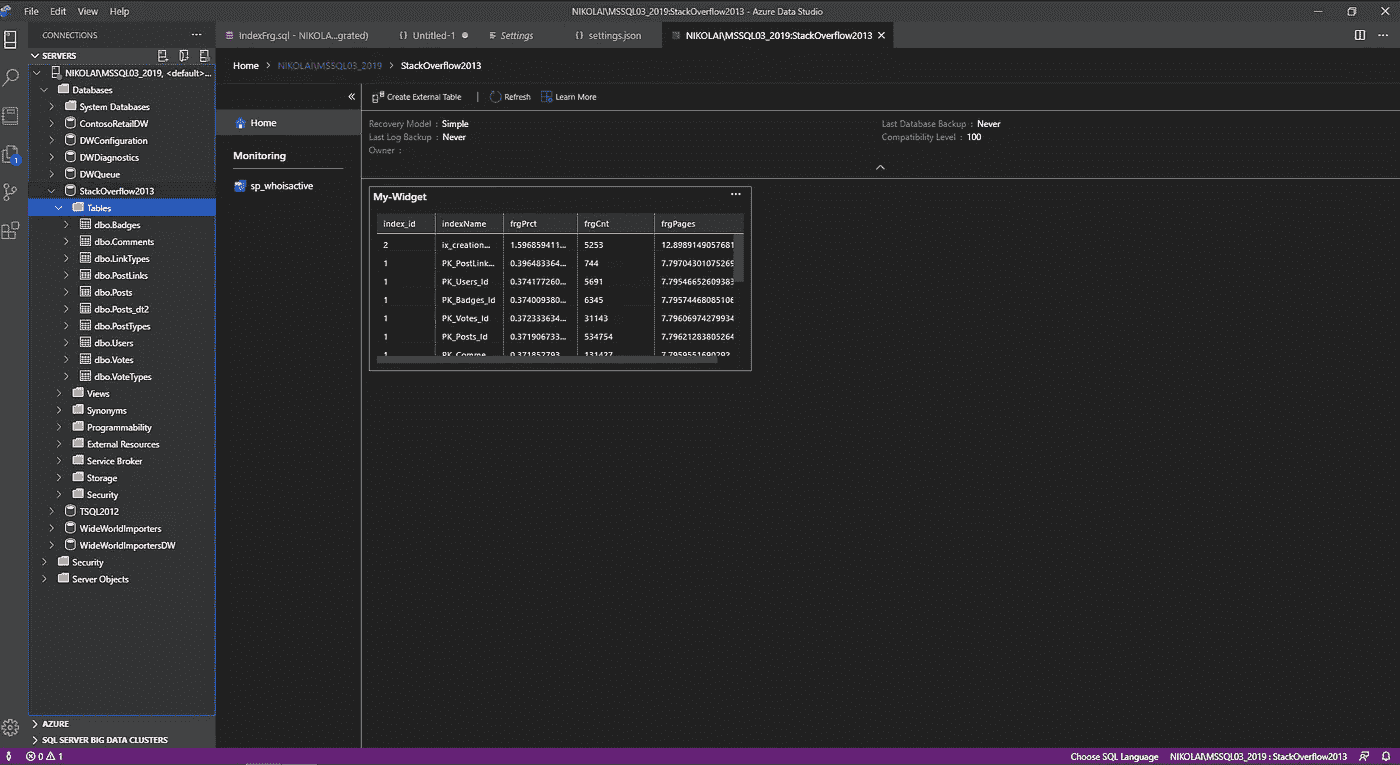 File Edit View Help
NIKOLAI\MSSQL03_2019:StackOverflow2013 - Azure Data Studio
CONNECTIONS
IndexFrg.sql - NIKOLA...grated)
Untitled-1
Settings
settings.json
NIKOLAI\MSSQL03_2019:StackOverflow2013
SERVERS
NIKOLAI\MSSQL03_2019, <default>...
Databases
System Databases
ContosoRetailDW
DWConfiguration
DWDiagnostics
DWQueue
StackOverflow2013
Tables
dbo.Badges
dbo.Comments
dbo.LinkTypes
dbo.PostLinks
dbo.Posts
dbo.Posts_dt2
dbo.PostTypes
dbo.Users
dbo.Votes
dbo.VoteTypes
Views
Synonyms
Programmability
External Resources
Service Broker
Storage
Security
TSQL2012
WideWorldImporters
WideWorldImportersDW
Security
Server Objects
AZURE
SQL SERVER BIG DATA CLUSTERS
1
Home > NIKOLAI\MSSQL03_2019 > StackOverflow2013
Home
Monitoring
sp_whoisactive
Create External Table | Refresh Learn More
Recovery Model : Simple
Last Log Backup : Never
Owner :
Last Database Backup : Never
Compatibility Level : 100
My-Widget
index_id indexName frgPrct frgCnt frgPages
2 ix_creation... 1.596859411... 5253 12.8989149057681
1 PK_PostLink... 0.396483364... 744 7.79704301075269
1 PK_Users_Id 0.374177260... 5691 7.79546652609383
1 PK_Badges_Id 0.374009380... 6345 7.79574468085106
1 PK_Votes_Id 0.372333634... 31143 7.79606974279934
1 PK_Posts_Id 0.371906733... 534754 7.79621283805264
1 PK_Comme... 0.371852793... 131427 7.7959551690292
0 1
Choose SQL Language NIKOLAI\MSSQL03_2019 : StackOverflow2013